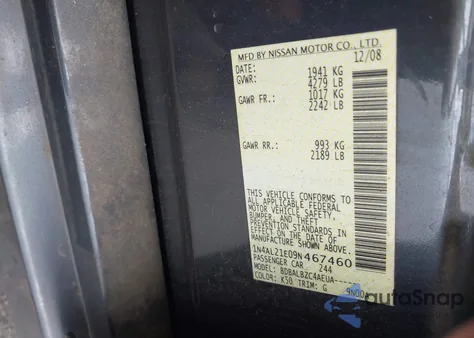 MFD BY NISSAN MOTOR CO., LTD.
DATE: 12/08
GVWR: 1941 KG
4279 LB
GAWR FR.: 1017 KG
2242 LB
GAWR RR.: 993 KG
2189 LB
THIS VEHICLE CONFORMS TO
ALL APPLICABLE FEDERAL
MOTOR VEHICLE SAFETY,
BUMPER, AND THEFT
PREVENTION STANDARDS IN
EFFECT ON THE DATE OF
MANUFACTURE SHOWN ABOVE.
1N4AL21E09N467460
PASSENGER CAR 244
MODEL: BDBALBZC4AEUA-----
COLOR: K50 TRIM: G
autoSnap